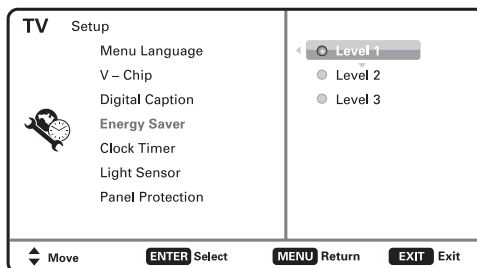 TV Setup
Menu Language
V – Chip
Digital Caption
Energy Saver
Clock Timer
Light Sensor
Panel Protection
Level 1
Level 2
Level 3
Move ENTER Select MENU Return EXIT Exit